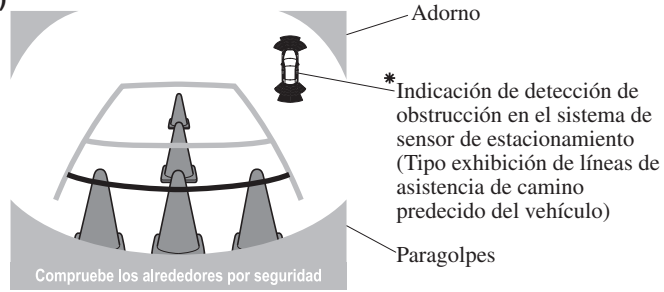 Adorno
*Indicación de detección de
obstrucción en el sistema de
sensor de estacionamiento
(Tipo exhibición de líneas de
asistencia de camino
predecido del vehículo)
Paragolpes
Compruebe los alrededores por seguridad